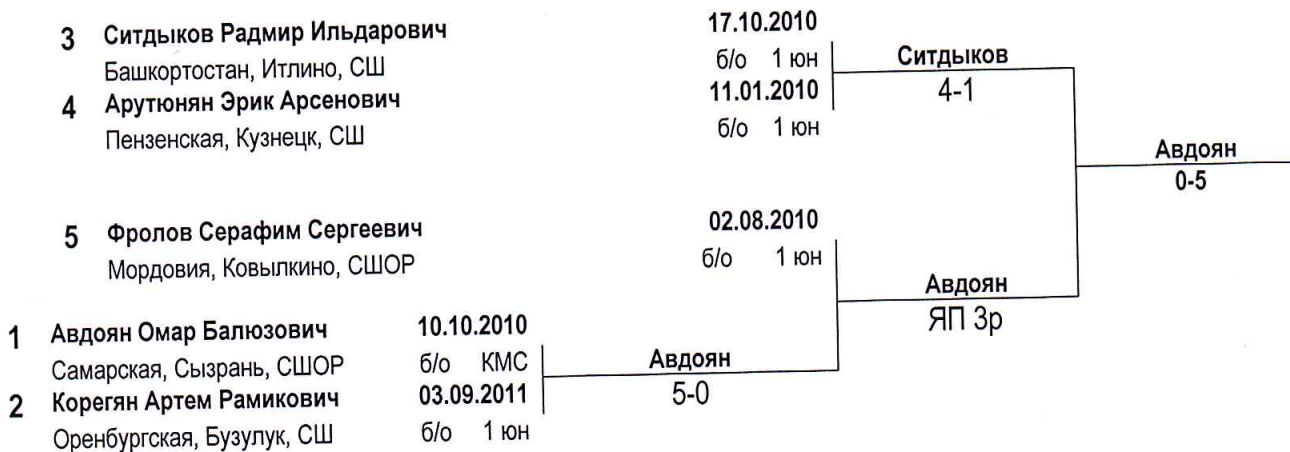 3 Ситдыков Радмир Ильдарович 17.10.2010
Башкортостан, Итлино, СШ б/о 1 юн Ситдыков
4 Арутюнян Эрик Арсенович 11.01.2010 4-1
Пензенская, Кузнецк, СШ б/о 1 юн
Авдоян
0-5
5 Фролов Серафим Сергеевич 02.08.2010
Мордовия, Ковылкино, СШОР б/о 1 юн
Авдоян
ЯП 3р
1 Авдоян Омар Балюзович 10.10.2010
Самарская, Сызрань, СШОР б/о КМС Авдоян
2 Корегян Артем Рамикович 03.09.2011 5-0
Оренбургская, Бузулук, СШ б/о 1 юн